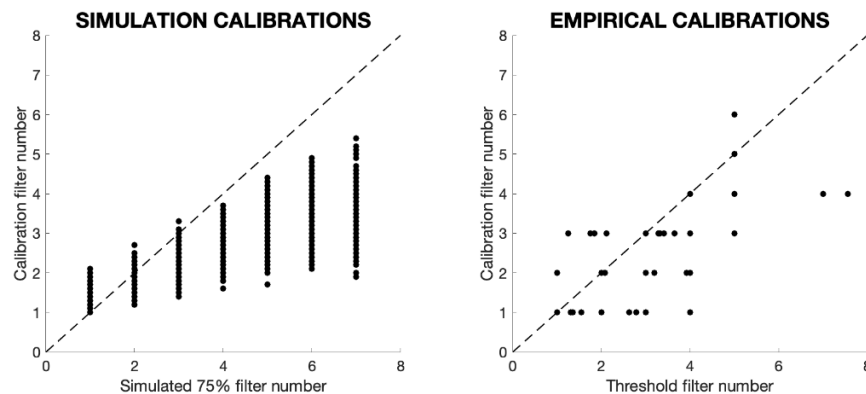 SIMULATION CALIBRATIONS
8
7
6
5
4
3
2
1
0
Calibration filter number
0 2 4 6 8
Simulated 75% filter number
EMPIRICAL CALIBRATIONS
8
7
6
5
4
3
2
1
0
Calibration filter number
0 2 4 6 8
Threshold filter number